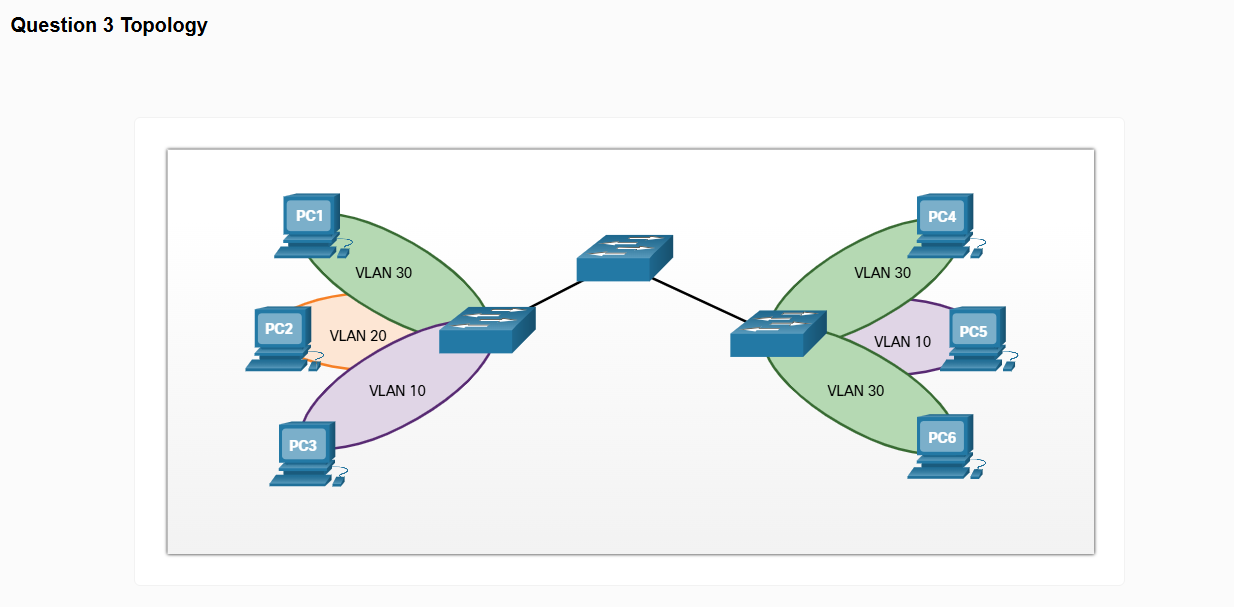 Question 3 Topology
PC1
PC4
VLAN 30
VLAN 30
PC2
VLAN 20
VLAN 10
PC5
VLAN 10
VLAN 30
PC3
PC6